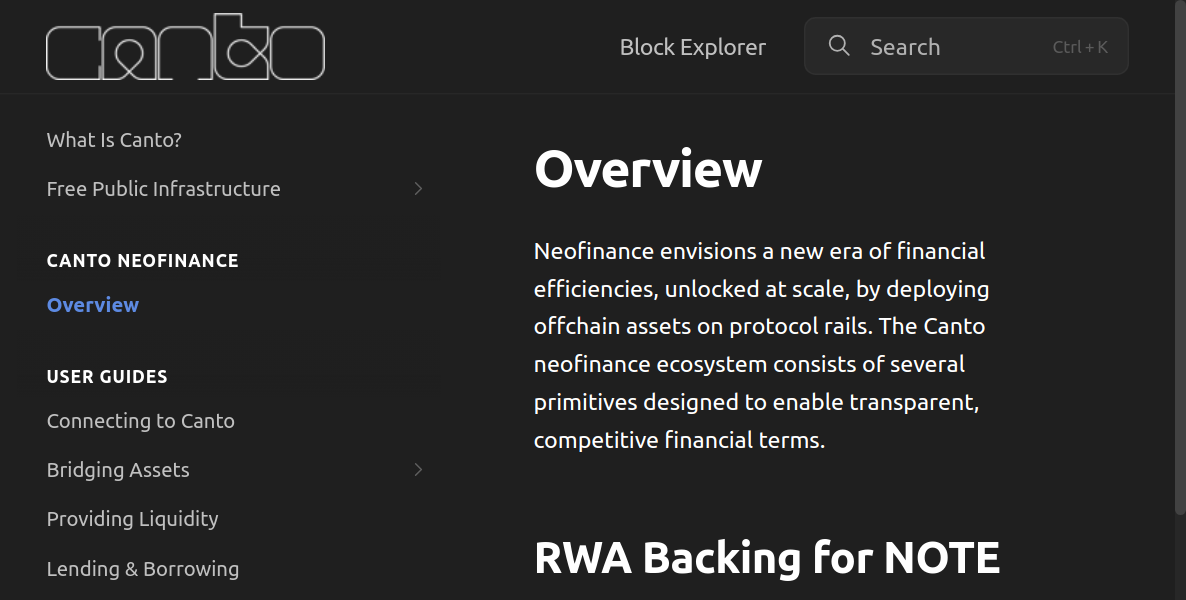 canto
Block Explorer
Search
Ctrl + K
What Is Canto?
Free Public Infrastructure
CANTO NEOFINANCE
Overview
USER GUIDES
Connecting to Canto
Bridging Assets
Providing Liquidity
Lending & Borrowing
Overview
Neofinance envisions a new era of financial
efficiencies, unlocked at scale, by deploying
offchain assets on protocol rails. The Canto
neofinance ecosystem consists of several
primitives designed to enable transparent,
competitive financial terms.
RWA Backing for NOTE